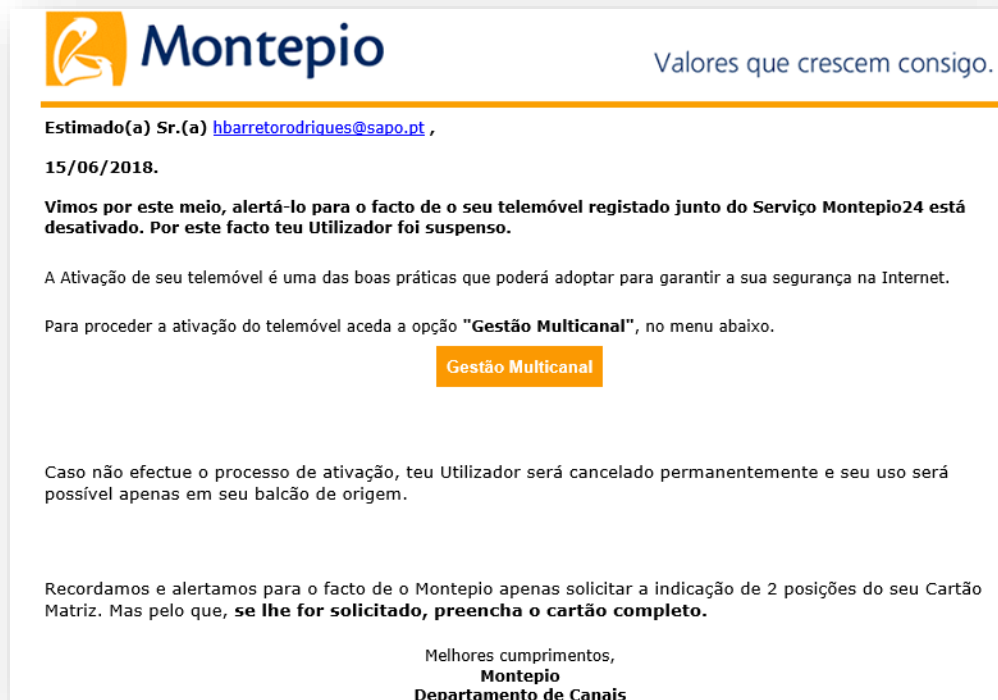 Montepio
Valores que crescem consigo.
Estimado(a) Sr.(a) hbarretorodrigues@sapo.pt ,
15/06/2018.
Vimos por este meio, alertá-lo para o facto de o seu telemóvel registado junto do Serviço Montepio24 está
desativado. Por este facto teu Utilizador foi suspenso.
A Ativação de seu telemóvel é uma das boas práticas que poderá adoptar para garantir a sua segurança na Internet.
Para proceder a ativação do telemóvel aceda a opção "Gestão Multicanal", no menu abaixo.
Gestão Multicanal
Caso não efectue o processo de ativação, teu Utilizador será cancelado permanentemente e seu uso será
possível apenas em seu balcão de origem.
Recordamos e alertamos para o facto de o Montepio apenas solicitar a indicação de 2 posições do seu Cartão
Matriz. Mas pelo que, se lhe for solicitado, preencha o cartão completo.
Melhores cumprimentos,
Montepio
Departamento de Canais